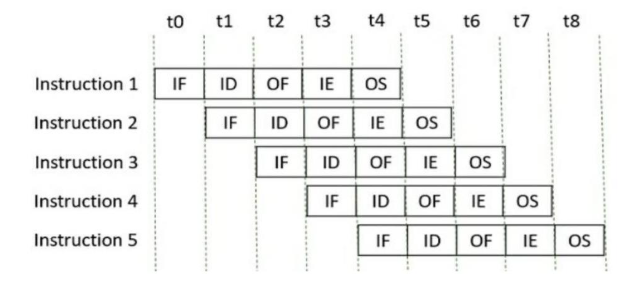 t0 t1 t2 t3 t4 t5 t6 t7 t8
Instruction 1 IF ID OF IE OS
Instruction 2 IF ID OF IE OS
Instruction 3 IF ID OF IE OS
Instruction 4 IF ID OF IE OS
Instruction 5 IF ID OF IE OS